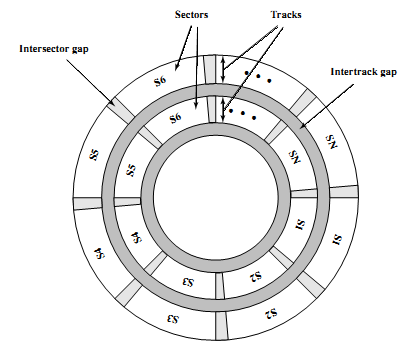 Sectors
Tracks
Intersector gap
Intertrack gap
S6
• • •
SN
S1
S2
S3
S4
S5
S6
• • •
SN
S1
S2
S3
S4
S5